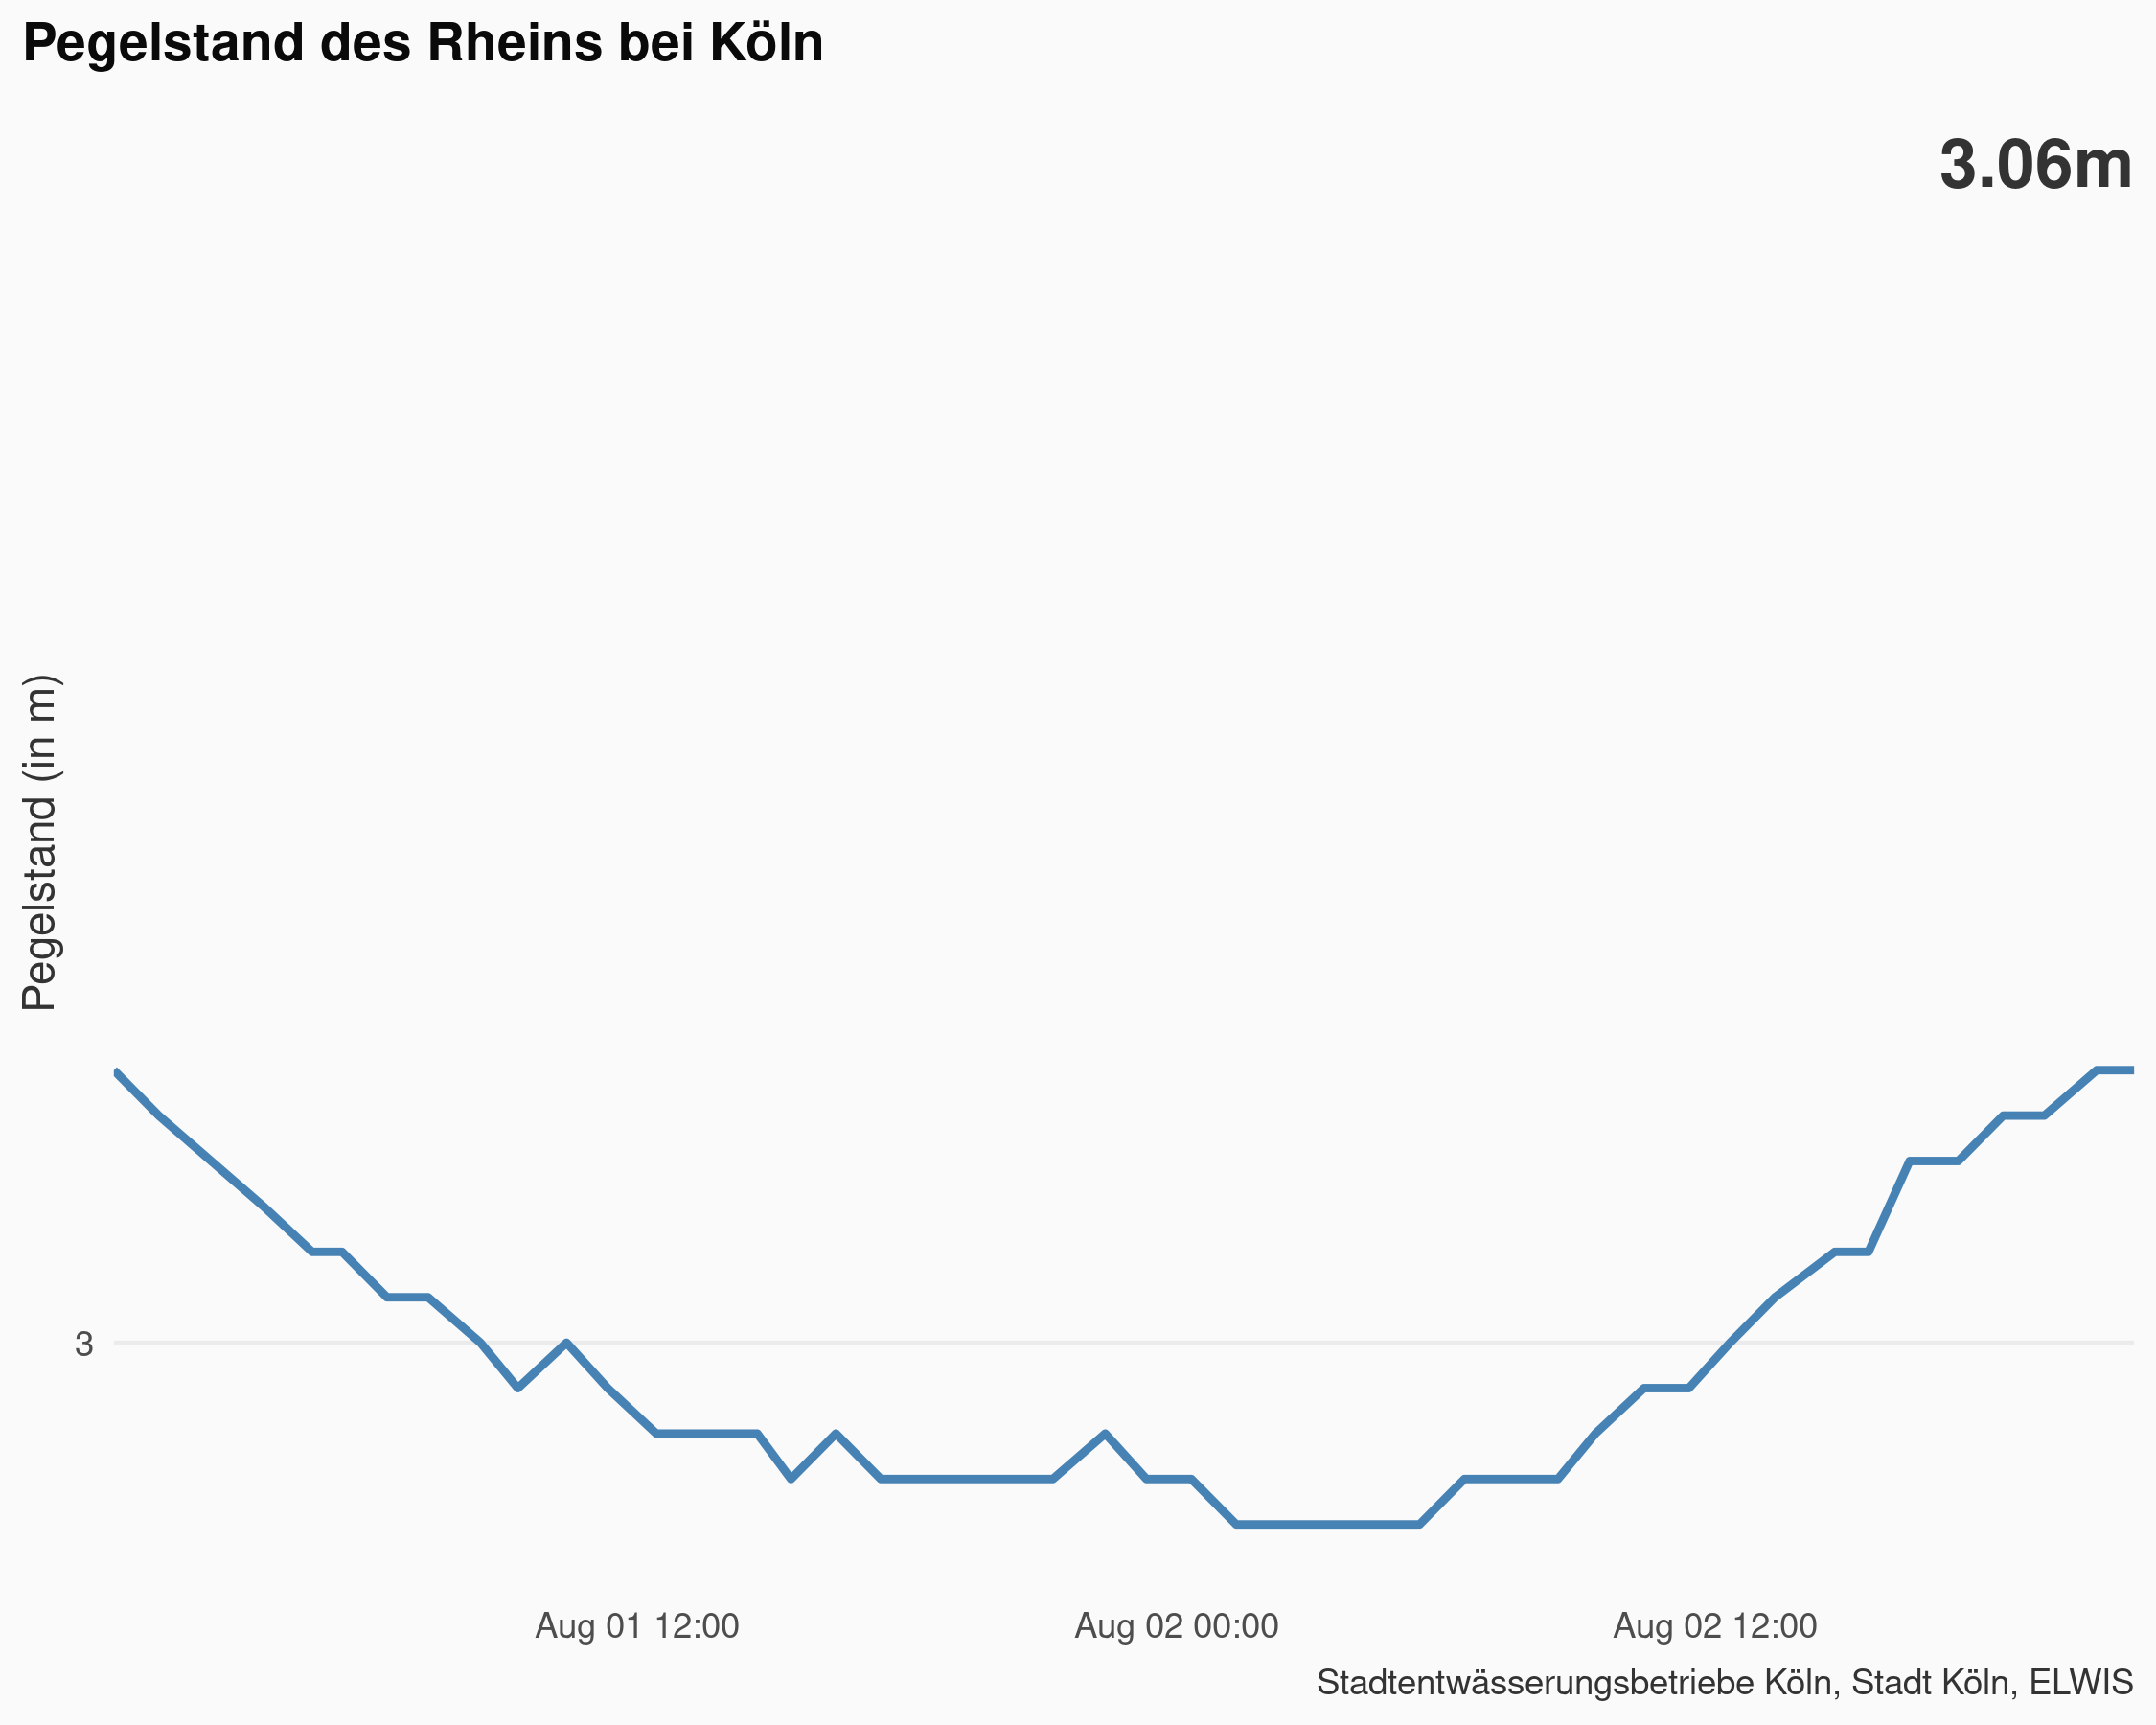 Pegelstand des Rheins bei Köln
3.06m
Pegelstand (in m)
3
Aug 01 12:00
Aug 02 00:00
Aug 02 12:00
Stadtentwässerungsbetriebe Köln, Stadt Köln, ELWIS